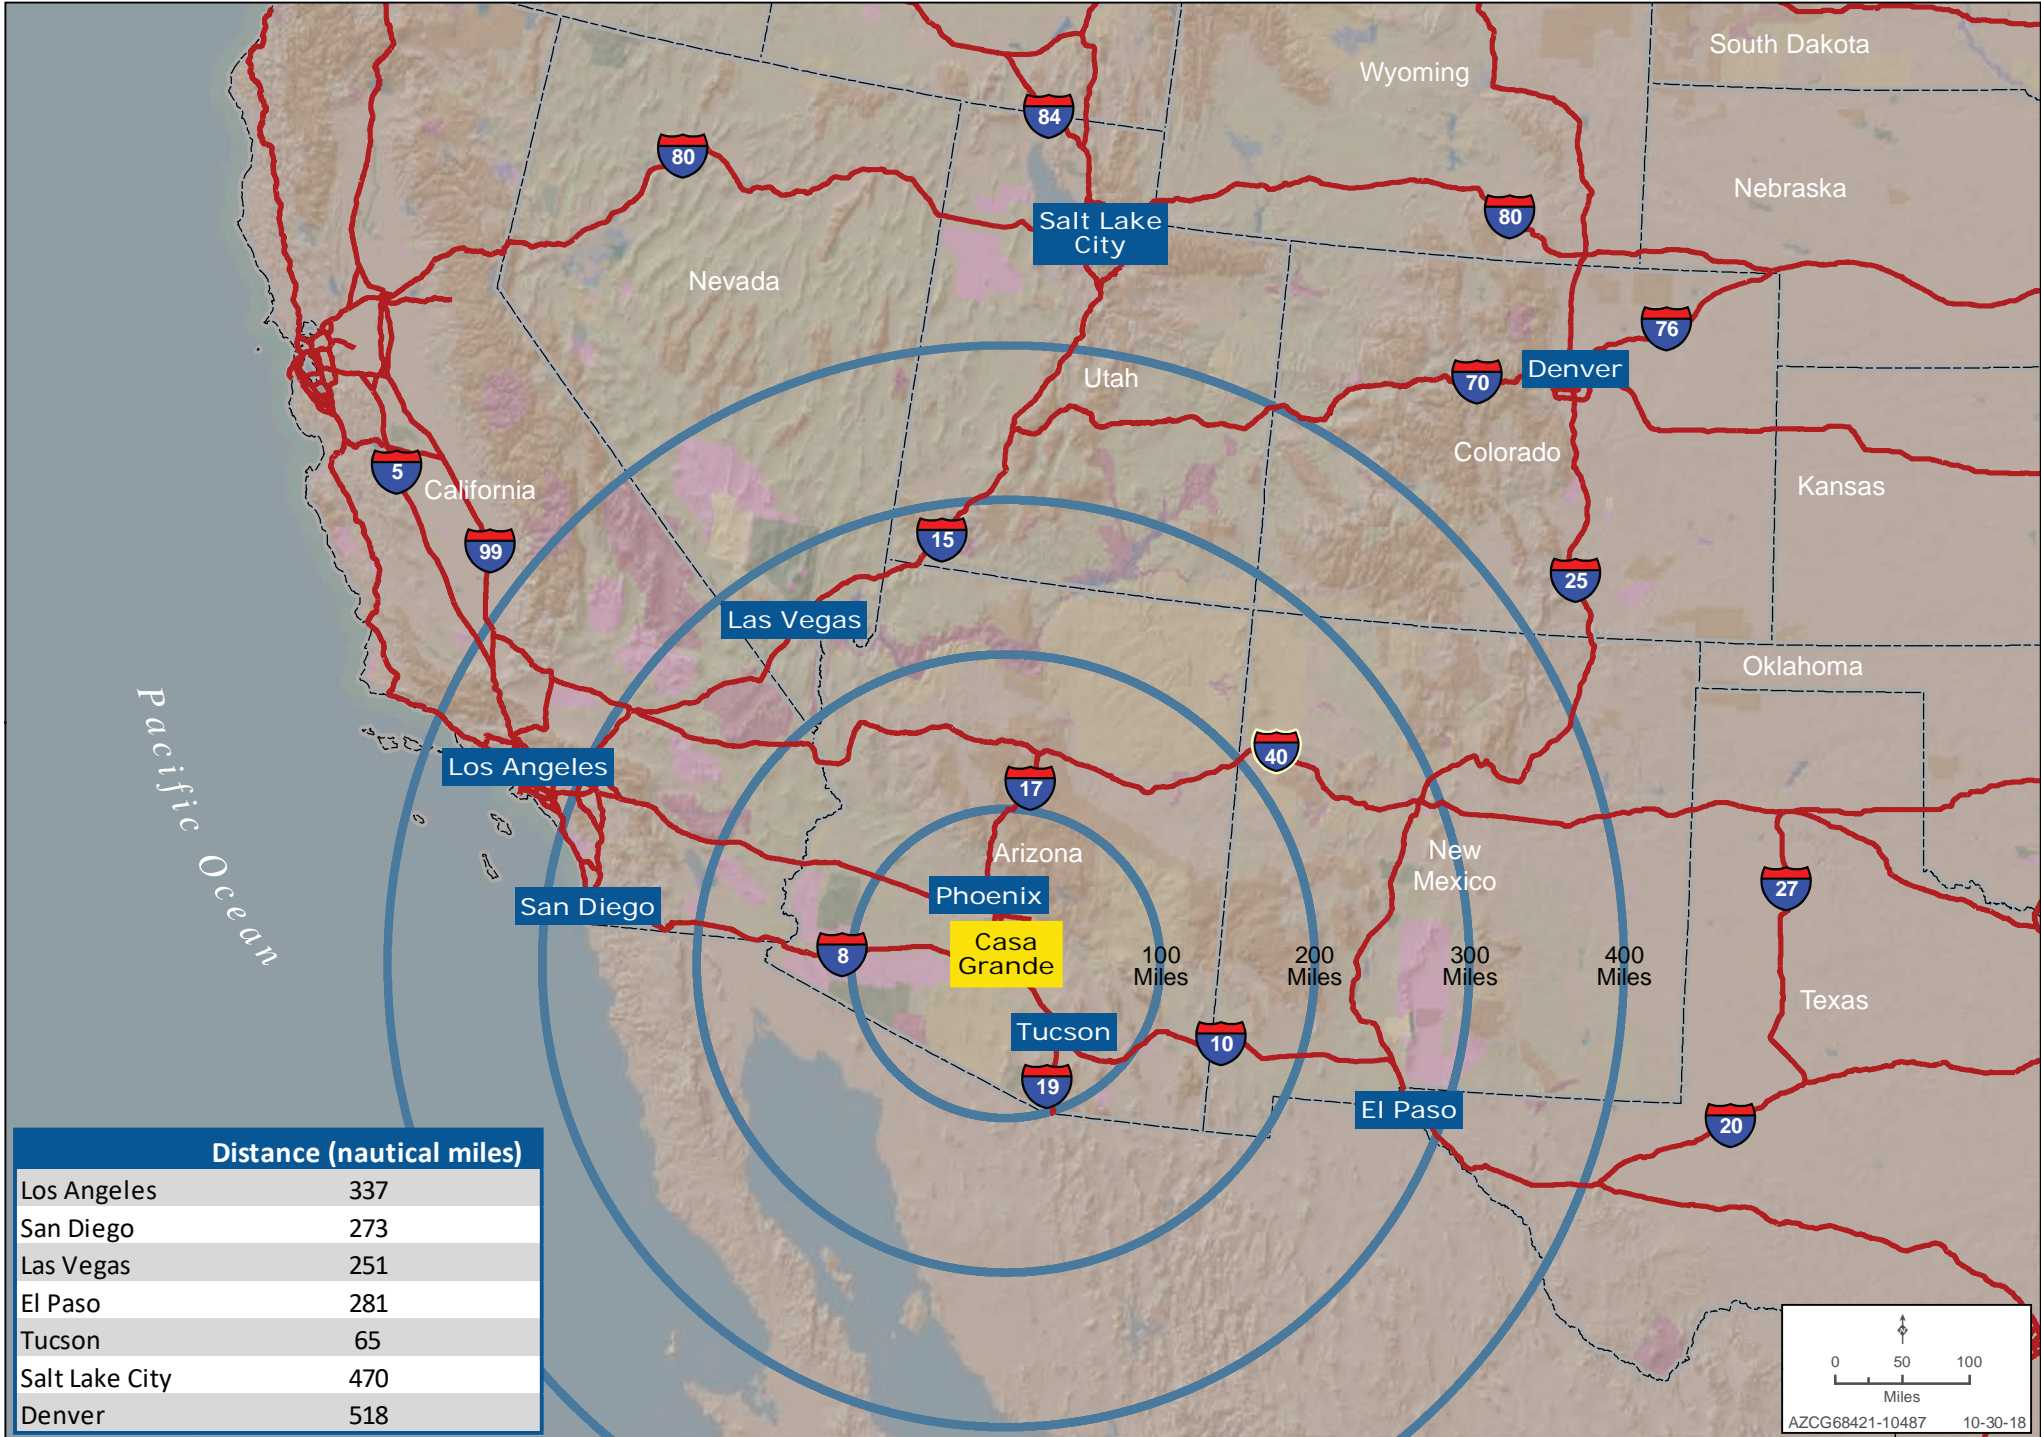 South Dakota
Wyoming
84
80
Nebraska
80
Salt Lake
City
Nevada
76
Denver
70
Utah
Colorado
5
California
Kansas
15
99
25
Las Vegas
Oklahoma
Pacific Ocean
40
Los Angeles
17
Arizona
New
Mexico
27
Phoenix
San Diego
Casa
Grande
8
100
Miles
200
Miles
300
Miles
400
Miles
Texas
Tucson
10
19
El Paso
20
Distance (nautical miles)
Los Angeles 337
San Diego 273
Las Vegas 251
El Paso 281
Tucson 65
Salt Lake City 470
Denver 518
0 50 100
Miles
AZCG68421-10487 10-30-18